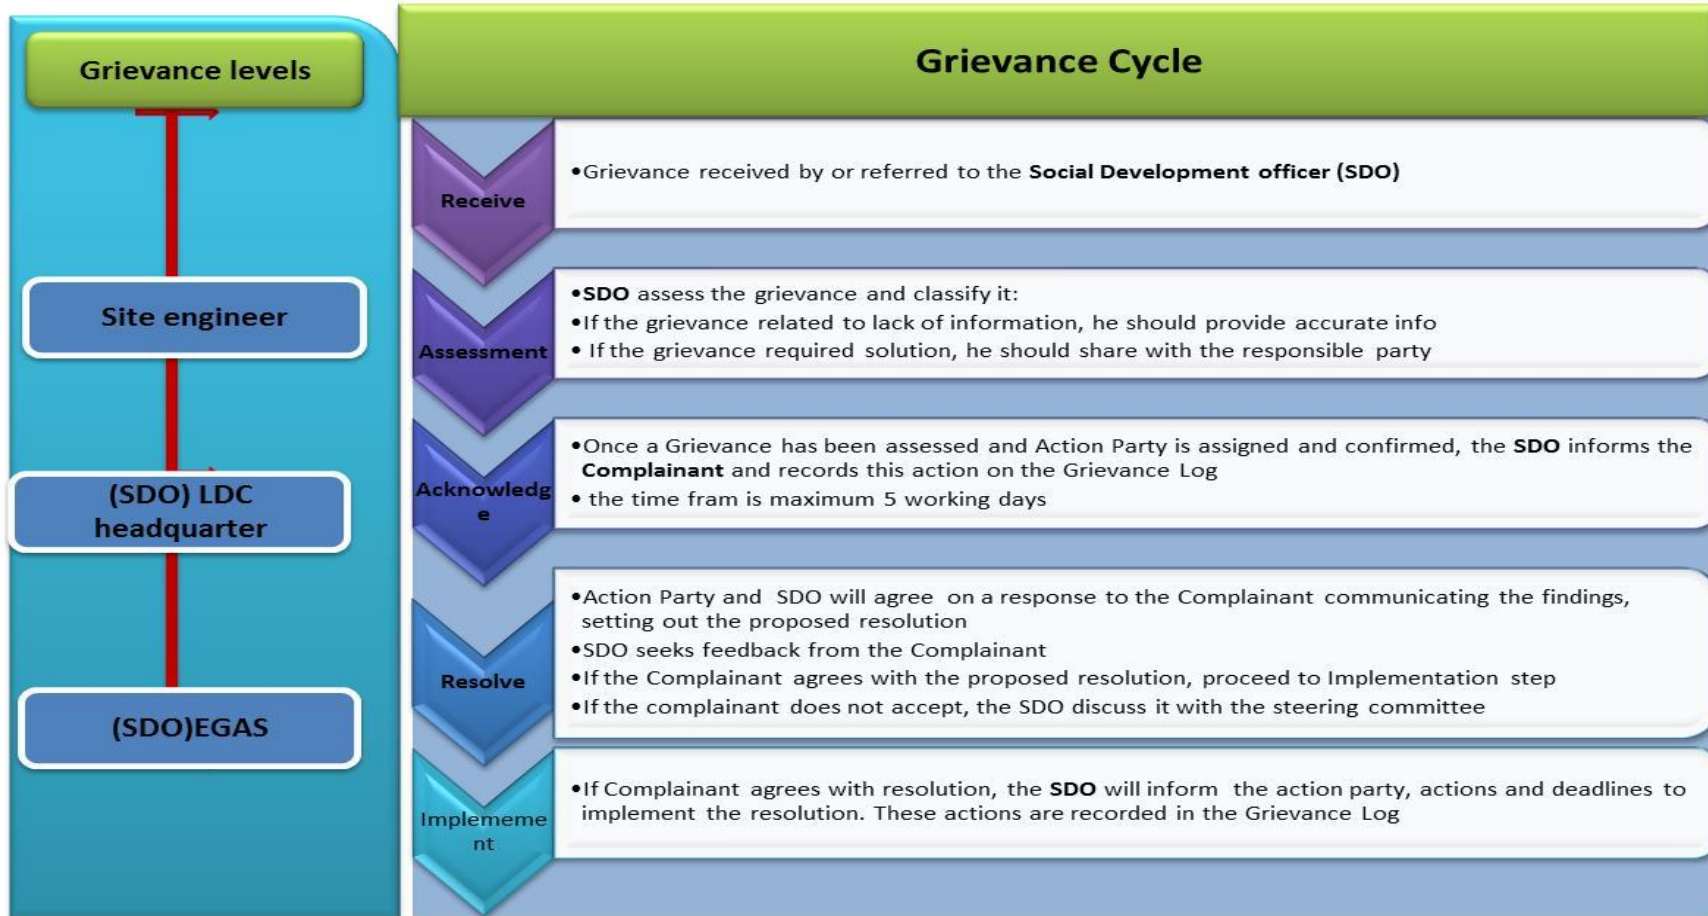 Grievance levels
Site engineer
(SDO) LDC
headquarter
(SDO)EGAS
Grievance Cycle
Receive
•Grievance received by or referred to the Social Development officer (SDO)
Assessment
•SDO assess the grievance and classify it:
•If the grievance related to lack of information, he should provide accurate info
• If the grievance required solution, he should share with the responsible party
Acknowledg
e
•Once a Grievance has been assessed and Action Party is assigned and confirmed, the SDO informs the
Complainant and records this action on the Grievance Log
• the time fram is maximum 5 working days
Resolve
•Action Party and SDO will agree on a response to the Complainant communicating the findings,
setting out the proposed resolution
•SDO seeks feedback from the Complainant
•If the Complainant agrees with the proposed resolution, proceed to Implementation step
•If the complainant does not accept, the SDO discuss it with the steering committee
Implememe
nt
•If Complainant agrees with resolution, the SDO will inform the action party, actions and deadlines to
implement the resolution. These actions are recorded in the Grievance Log